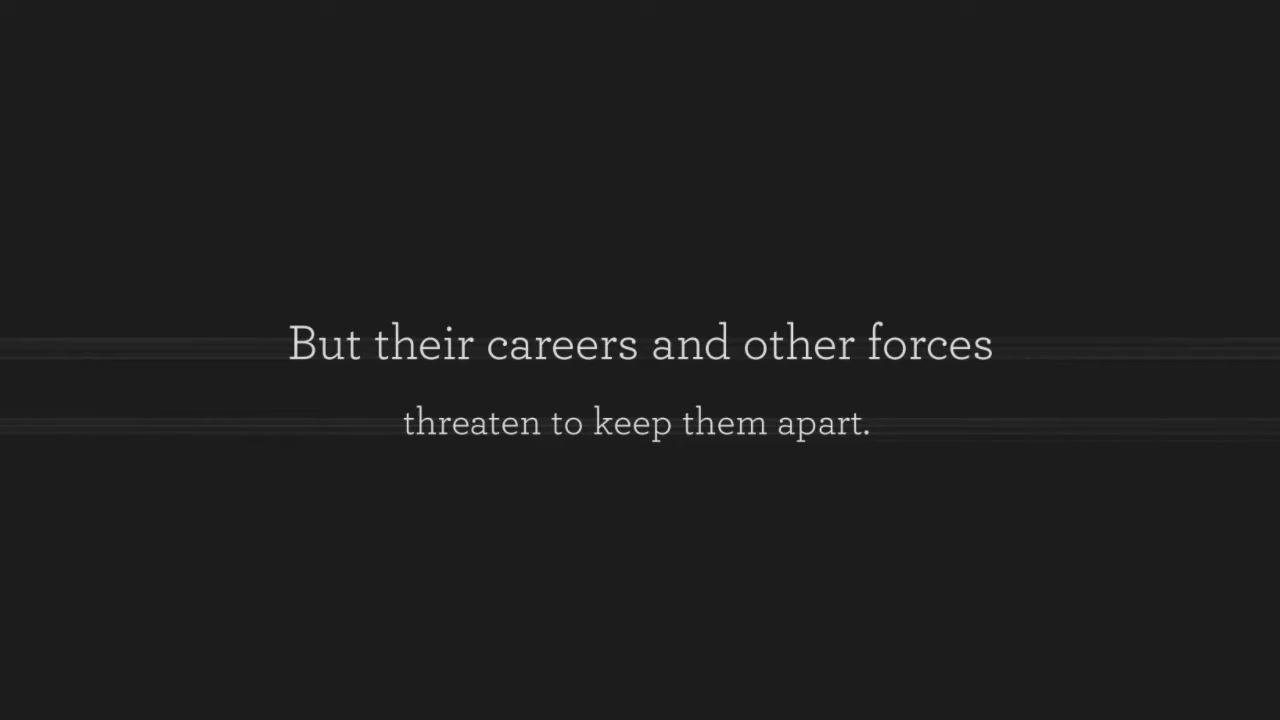 But their careers and other forces
threaten to keep them apart.